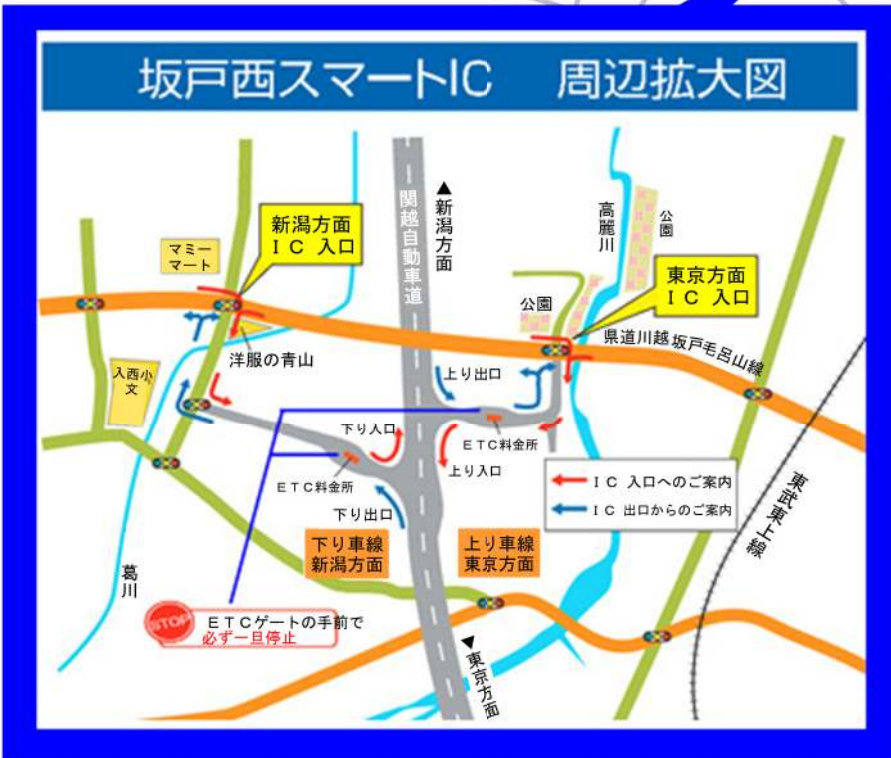 坂戸西スマートIC　周辺拡大図
新潟方面
IC 入口
マミー
マート
関越自動車道
▲新潟方面
高麗川
公園
東京方面
IC 入口
公園
県道川越坂戸毛呂山線
洋服の青山
入西小
文
上り出口
下り入口
ETC料金所
上り入口
ETC料金所
下り出口
IC 入口へのご案内
IC 出口からのご案内
東武東上線
下り車線
新潟方面
上り車線
東京方面
葛川
STOP
ETCゲートの手前で
必ず一旦停止
▼東京方面